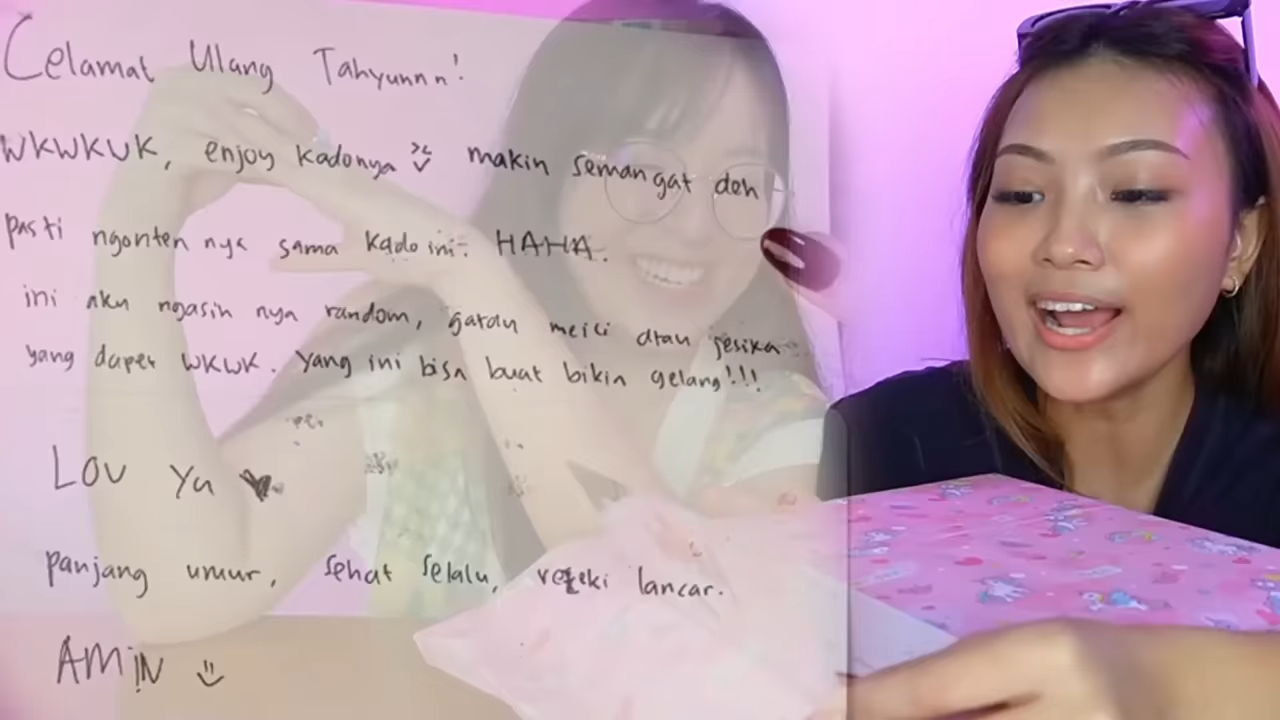 Celamat Ulang Tahyunnn!
WKWKUK, enjoy kadonya makin semangat deh
pasti ngonten nya sama kado ini. HAHA.
ini aku ngasih nya random, gatau meici atau jesika
yang dapet WKWK. Yang ini bisa buat bikin gelang!!!
LOV YU
panjang umur, sehat selalu, rezeki lancar.
AMiN